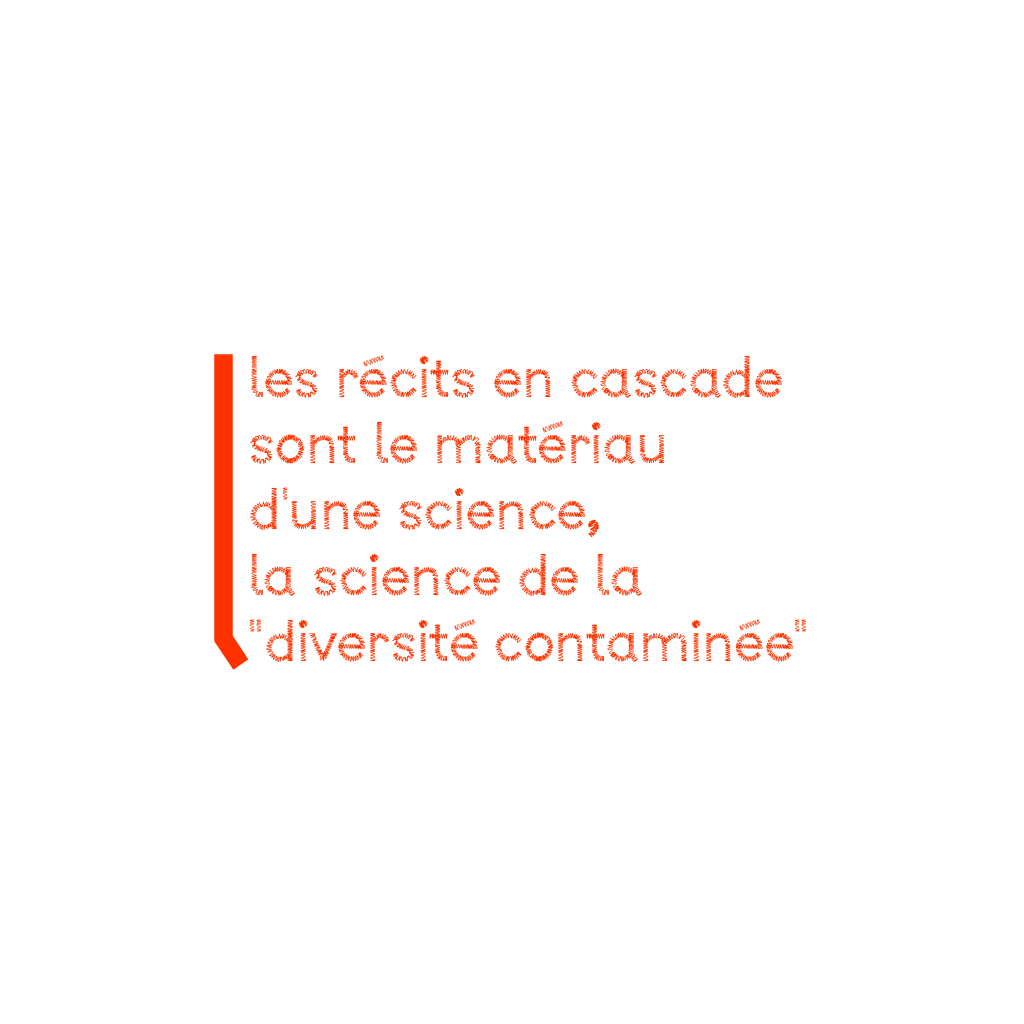 les récits en cascade
sont le matériau
d'une science,
la science de la
"diversité contaminée"